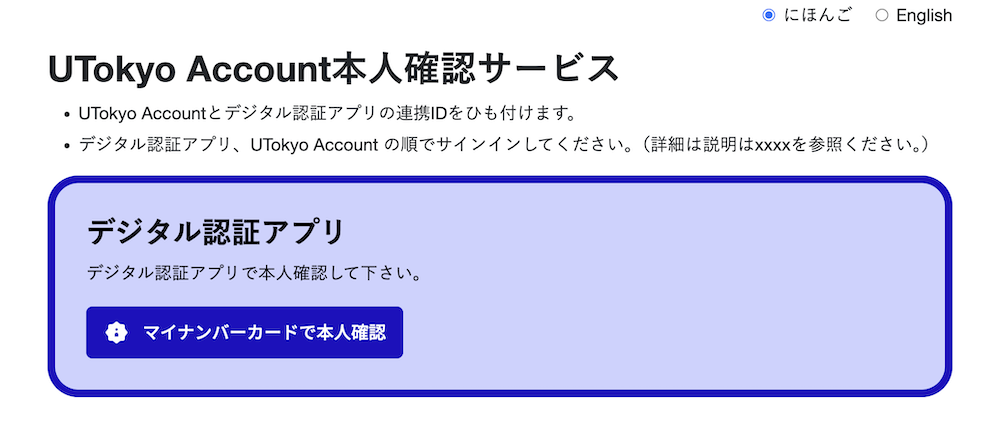 にほんご English
UTokyo Account本人確認サービス
UTokyo Accountとデジタル認証アプリの連携IDをひも付けます。
デジタル認証アプリ、UTokyo Account の順でサインインしてください。（詳細は説明はxxxxを参照ください。）
デジタル認証アプリ
デジタル認証アプリで本人確認して下さい。
マイナンバーカードで本人確認